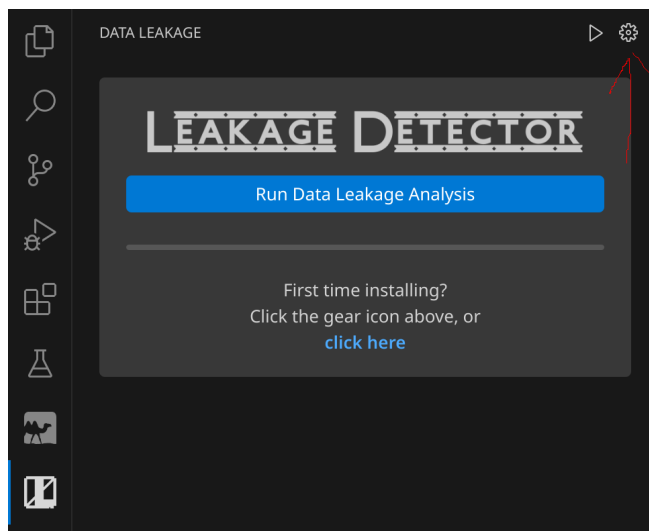 DATA LEAKAGE
LEAKAGE DETECTOR
Run Data Leakage Analysis
First time installing?
Click the gear icon above, or
click here